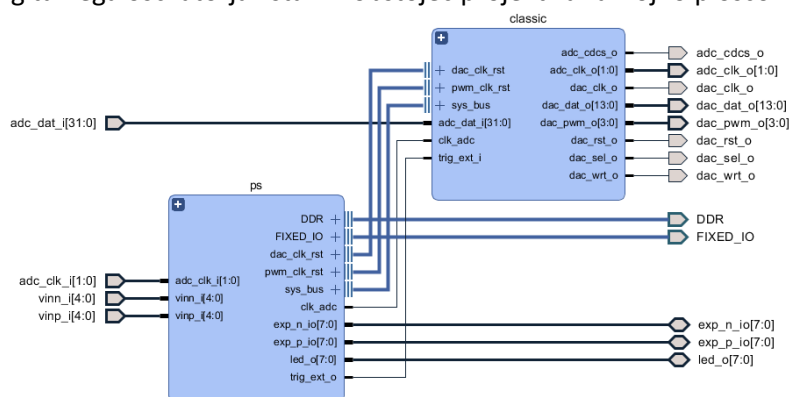 classic
adc_cdcs_o
adc_cdcs_o
dac_clk_rst
adc_clk_o[1:0]
adc_clk_o[1:0]
pwm_clk_rst
dac_clk_o
dac_clk_o
sys_bus
dac_dat_o[13:0]
dac_dat_o[13:0]
adc_dat_i[31:0]
adc_dat_i[31:0]
dac_pwm_o[3:0]
dac_pwm_o[3:0]
clk_adc
dac_rst_o
dac_rst_o
trig_ext_i
dac_sel_o
dac_sel_o
dac_wrt_o
dac_wrt_o
ps
DDR
DDR
FIXED_IO
FIXED_IO
dac_clk_rst
pwm_clk_rst
adc_clk_i[1:0]
adc_clk_i[1:0]
sys_bus
vinn_i[4:0]
vinn_i[4:0]
clk_adc
vinp_i[4:0]
vinp_i[4:0]
exp_n_io[7:0]
exp_n_io[7:0]
exp_p_io[7:0]
exp_p_io[7:0]
led_o[7:0]
led_o[7:0]
trig_ext_o